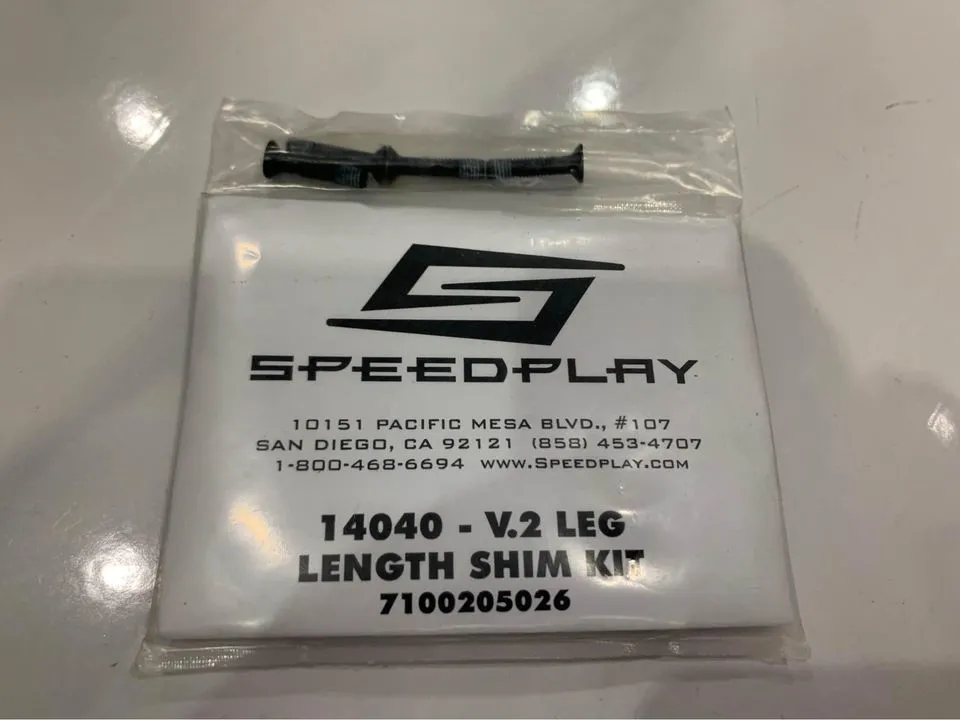 SPEEDPLAY
10151 PACIFIC MESA BLVD., #107
SAN DIEGO, CA 92121 (858) 453-4707
1-800-468-6694 www.SPEEDPLAY.COM
14040 - V.2 LEG
LENGTH SHIM KIT
7100205026